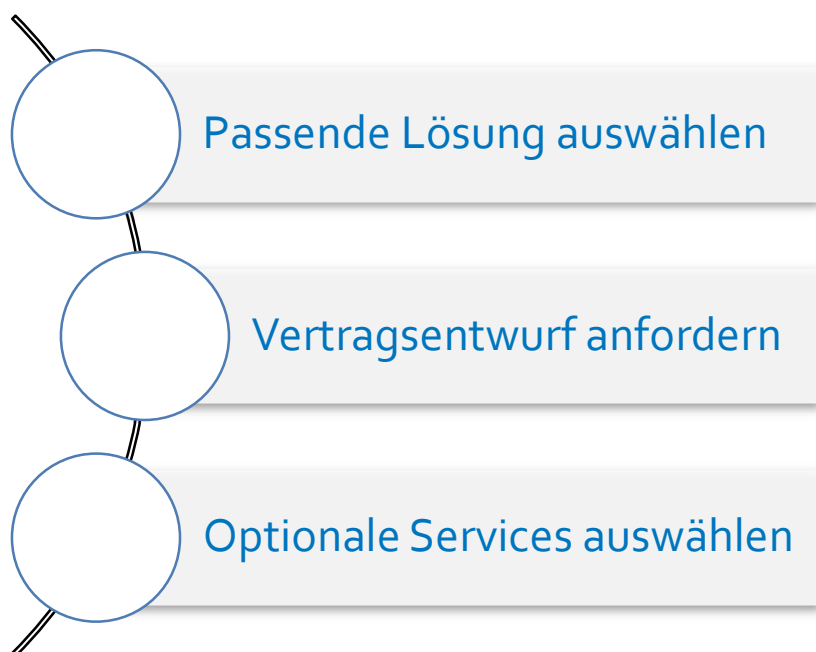 Passende Lösung auswählen
Vertragsentwurf anfordern
Optionale Services auswählen